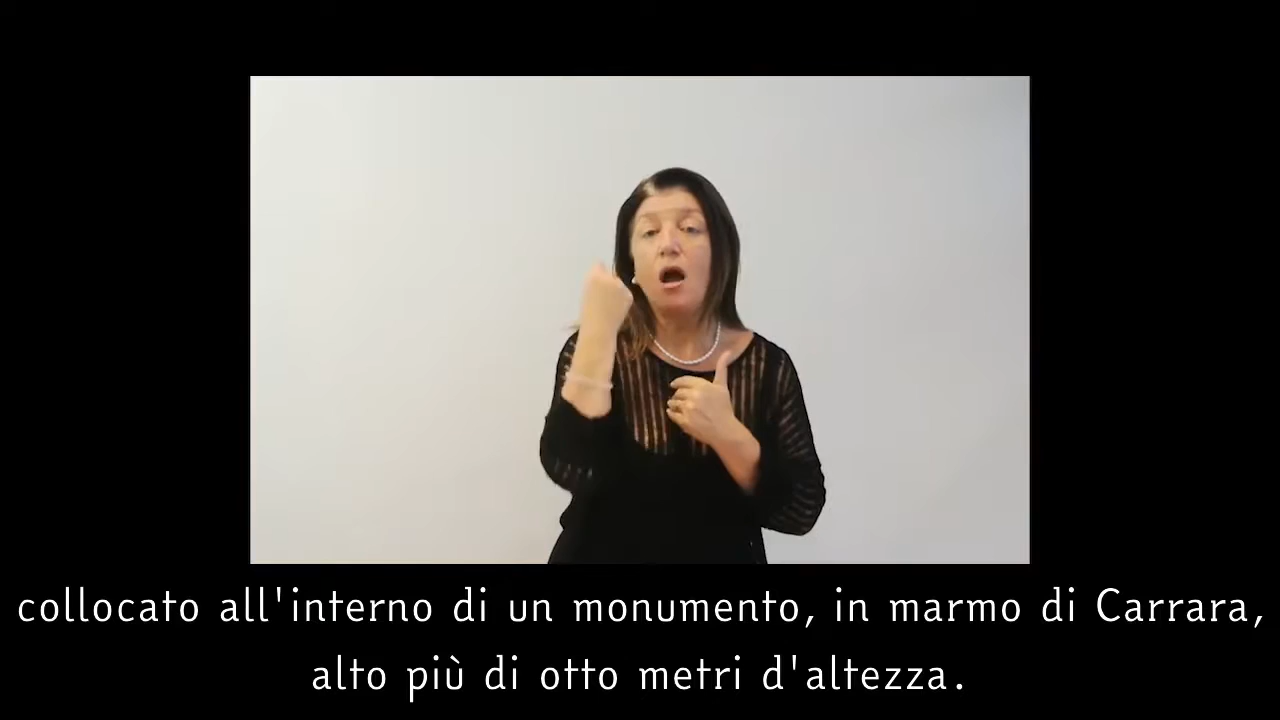 collocato all'interno di un monumento, in marmo di Carrara,
alto più di otto metri d'altezza.